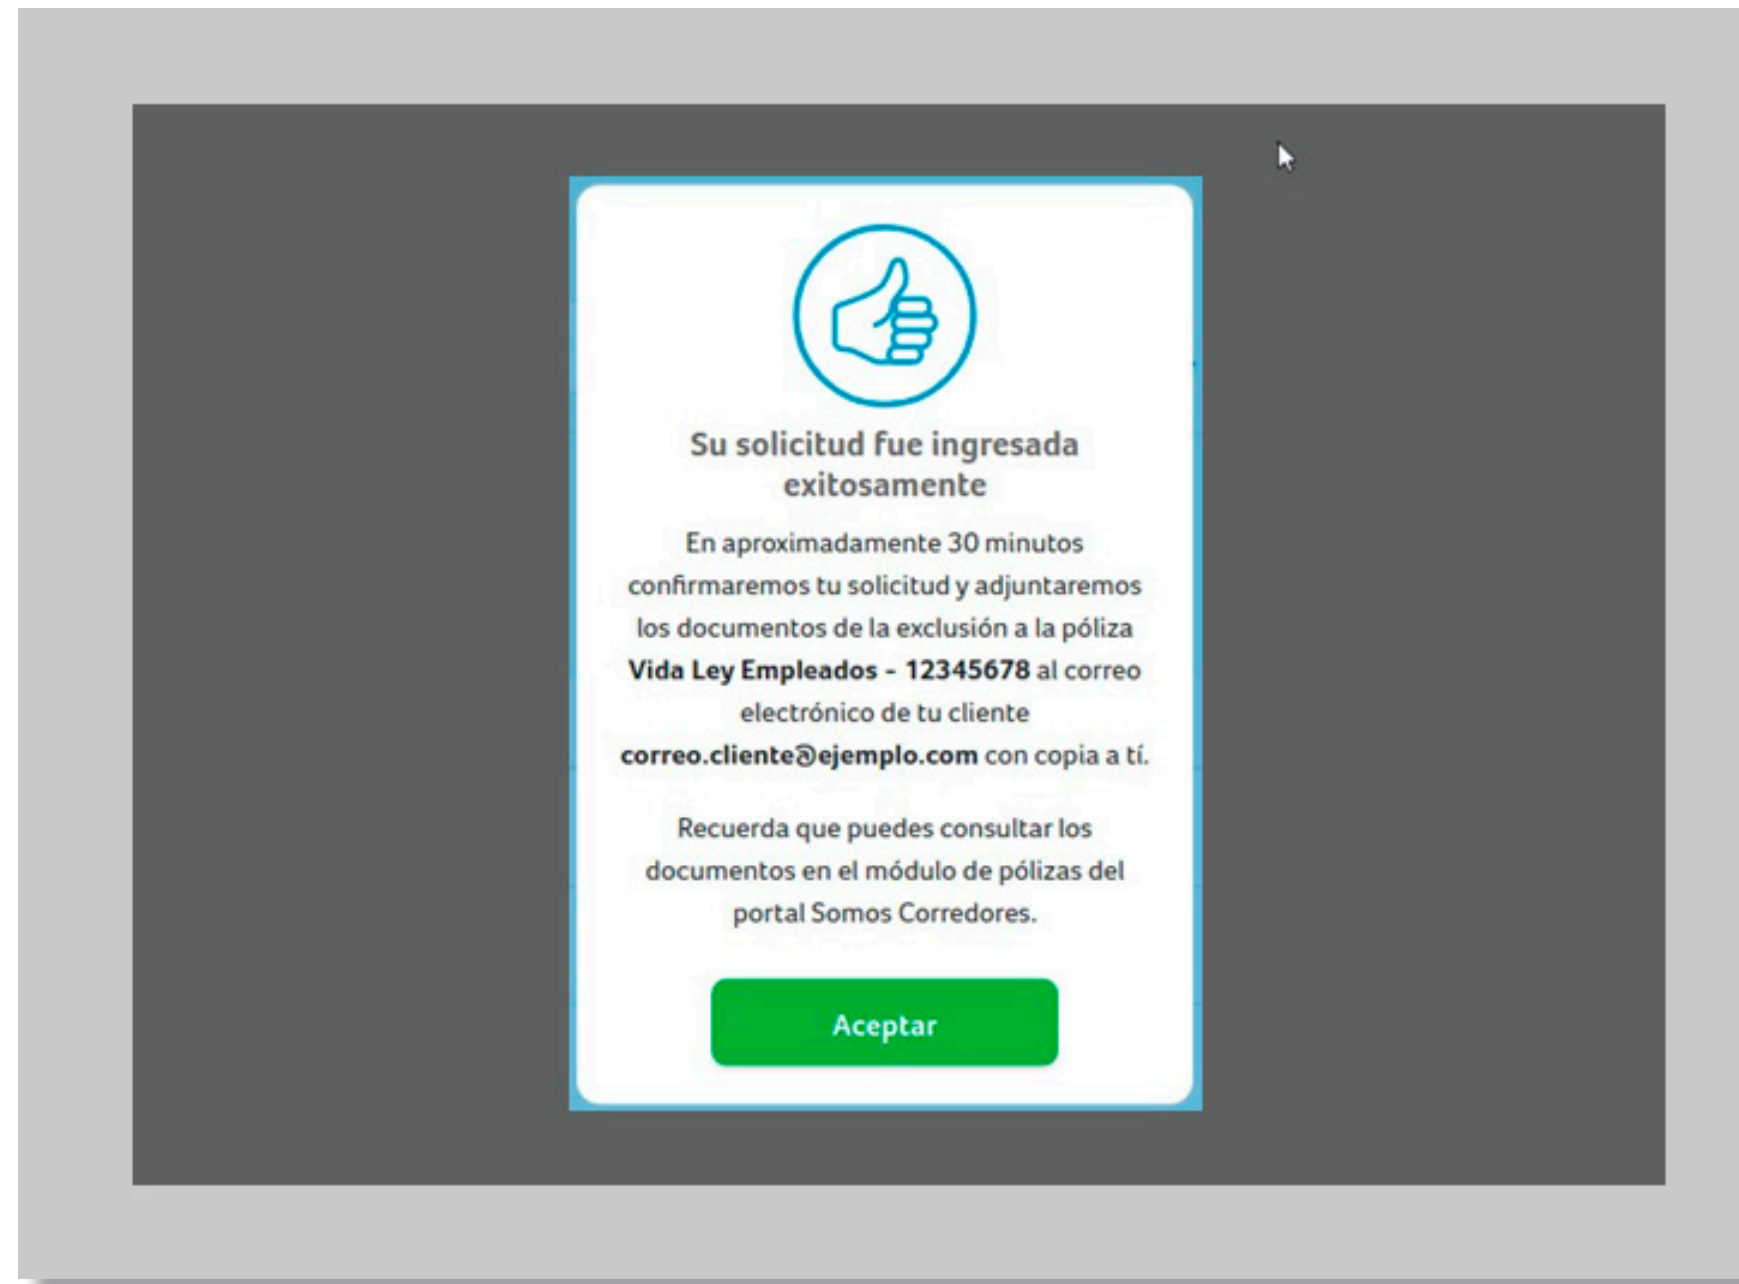 Su solicitud fue ingresada
exitosamente
En aproximadamente 30 minutos
confirmaremos tu solicitud y adjuntaremos
los documentos de la exclusión a la póliza
Vida Ley Empleados - 12345678 al correo
electrónico de tu cliente
correo.cliente@ejemplo.com con copia a tí.
Recuerda que puedes consultar los
documentos en el módulo de pólizas del
portal Somos Corredores.
Aceptar